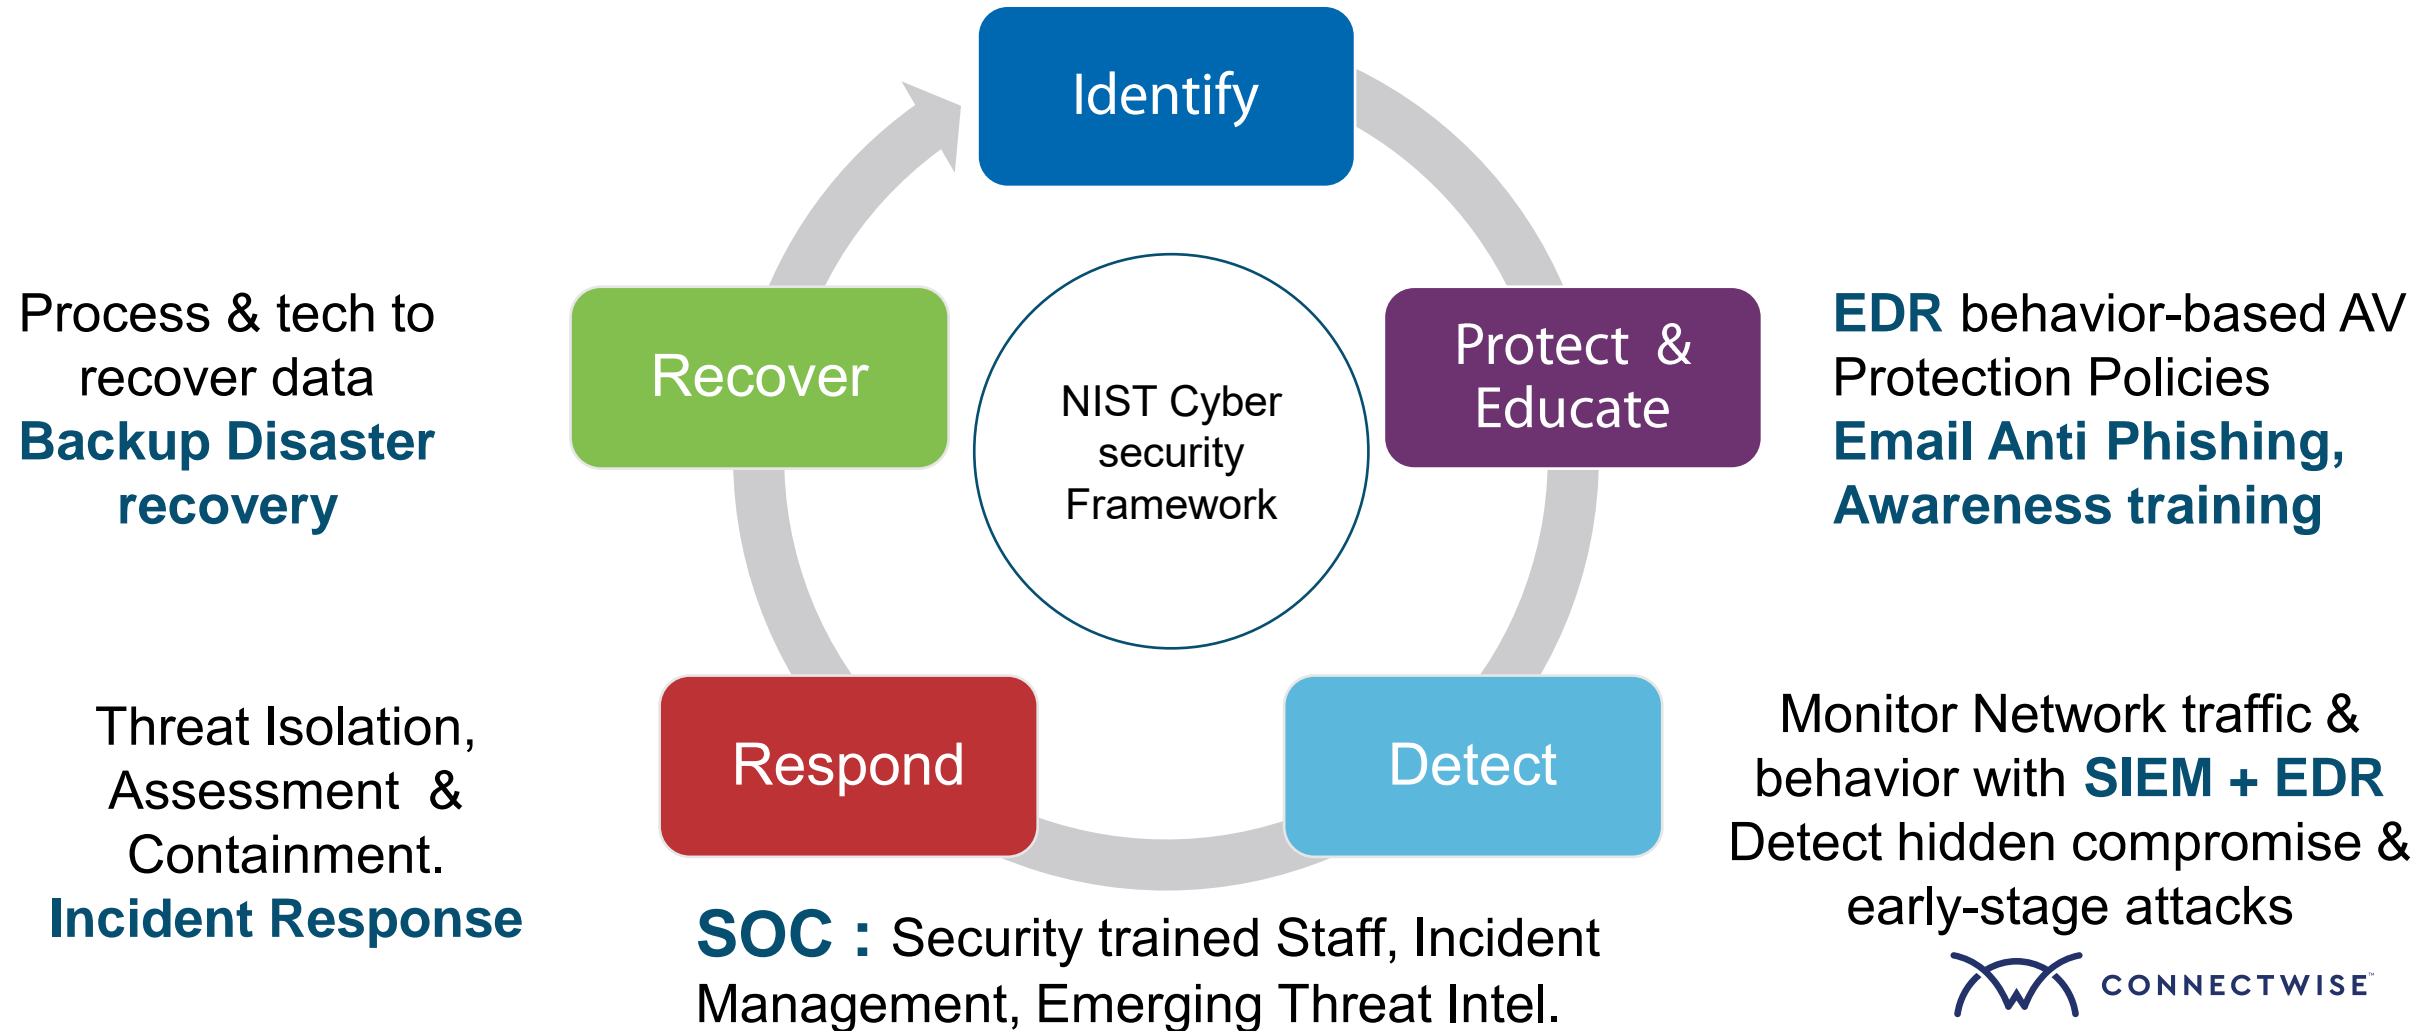 Identify
Process & tech to
recover data
Backup Disaster
recovery
Recover
NIST Cyber
security
Framework
Protect & 
Educate
EDR behavior-based AV
Protection Policies
Email Anti Phishing,
Awareness training
Threat Isolation,
Assessment &
Containment.
Incident Response
Respond
Detect
Monitor Network traffic &
behavior with SIEM + EDR
Detect hidden compromise &
early-stage attacks
SOC : Security trained Staff, Incident
Management, Emerging Threat Intel.
CONNECTWISE™